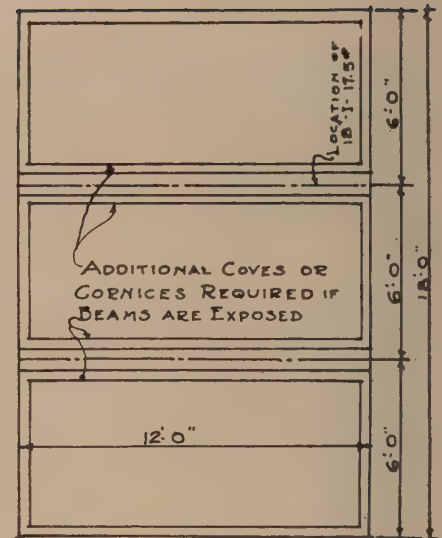 LOCATION OF
18"-I-17.5#
6'-0"
ADDITIONAL COVES OR
CORNICES REQUIRED IF
BEAMS ARE EXPOSED
6'-0"
18'-0"
12'-0"
6'-0"